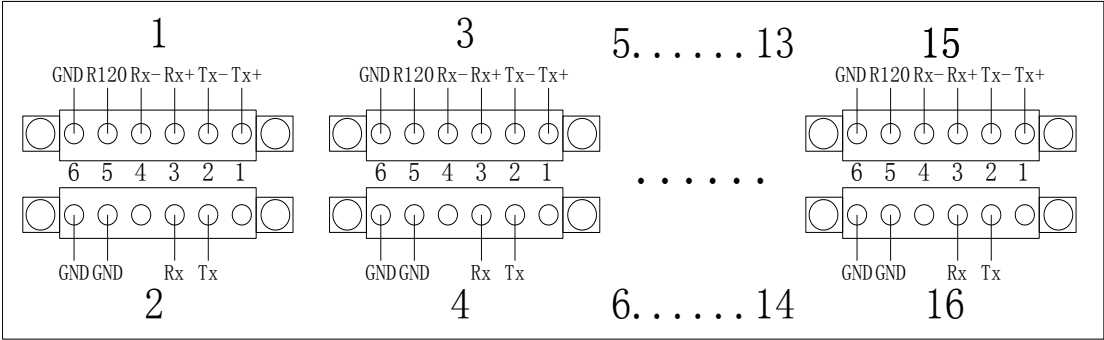 1 3 5......13 15
GND R120 Rx- Rx+ Tx- Tx+ GND R120 Rx- Rx+ Tx- Tx+ GND R120 Rx- Rx+ Tx- Tx+
6 5 4 3 2 1 6 5 4 3 2 1 ...... 6 5 4 3 2 1
GND GND Rx Tx GND GND Rx Tx GND GND Rx Tx
2 4 6......14 16